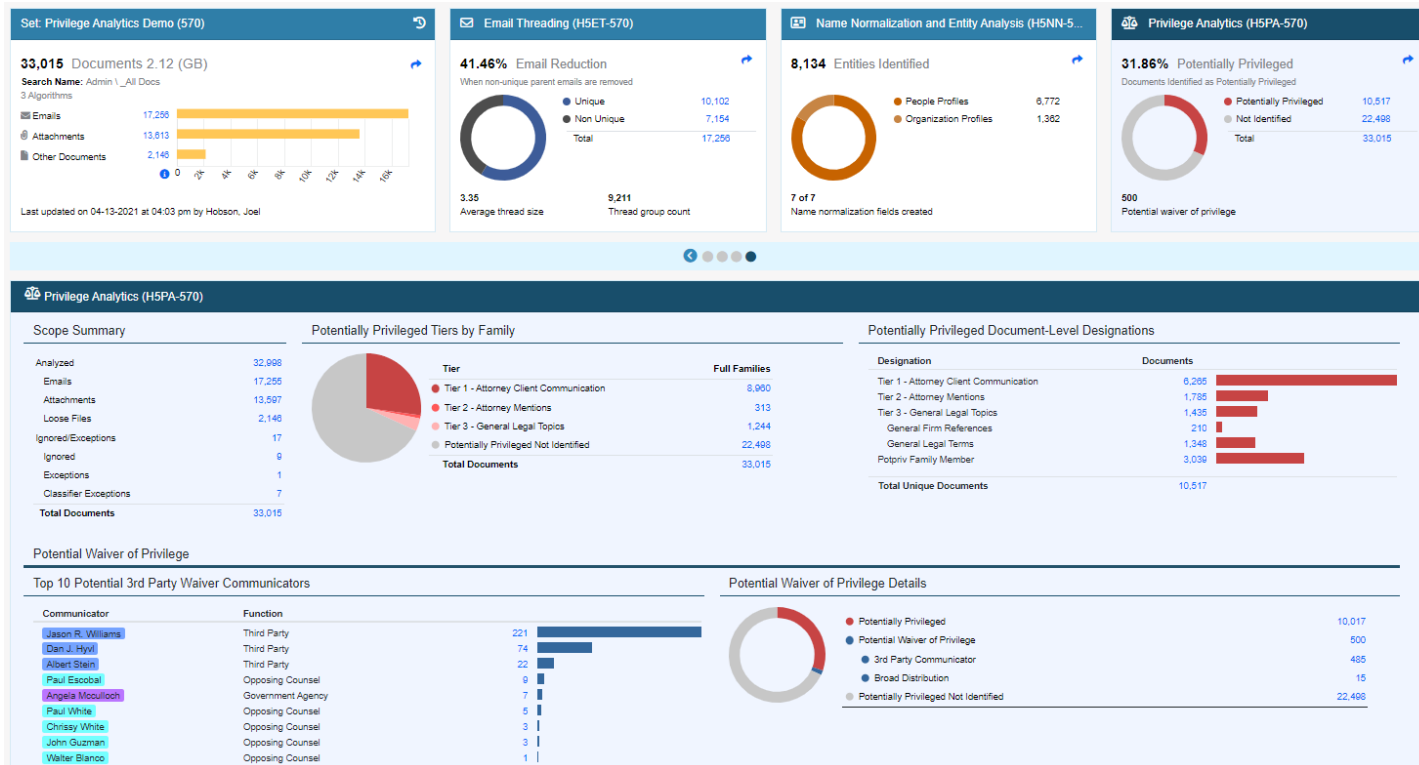 Set: Privilege Analytics Demo (570)
33,015 Documents 2.12 (GB)
Search Name: Admin \ _All Docs
3 Algorithms
Emails 17,256
Attachments 13,613
Other Documents 2,146
0 2k 4k 6k 8k 10k 12k 14k 16k
Last updated on 04-13-2021 at 04:03 pm by Hobson, Joel
Email Threading (H5ET-570)
41.46% Email Reduction
When non-unique parent emails are removed
Unique 10,102
Non Unique 7,154
Total 17,256
3.35 9,211
Average thread size Thread group count
Name Normalization and Entity Analysis (H5NN-5...
8,134 Entities Identified
People Profiles 6,772
Organization Profiles 1,362
7 of 7
Name normalization fields created
Privilege Analytics (H5PA-570)
31.86% Potentially Privileged
Documents Identified as Potentially Privileged
Potentially Privileged 10,517
Not Identified 22,498
Total 33,015
500
Potential waiver of privilege
Privilege Analytics (H5PA-570)
Scope Summary
Analyzed 32,998
Emails 17,255
Attachments 13,597
Loose Files 2,146
Ignored/Exceptions 17
Ignored 9
Exceptions 1
Classifier Exceptions 7
Total Documents 33,015
Potentially Privileged Tiers by Family
Tier Full Families
Tier 1 - Attorney Client Communication 8,960
Tier 2 - Attorney Mentions 313
Tier 3 - General Legal Topics 1,244
Potentially Privileged Not Identified 22,498
Total Documents 33,015
Potentially Privileged Document-Level Designations
Designation Documents
Tier 1 - Attorney Client Communication 6,265
Tier 2 - Attorney Mentions 1,785
Tier 3 - General Legal Topics 1,435
General Firm References 210
General Legal Terms 1,348
Potpriv Family Member 3,039
Total Unique Documents 10,517
Potential Waiver of Privilege
Top 10 Potential 3rd Party Waiver Communicators
Communicator Function
Jason R. Williams Third Party 221
Dan J. Hyvl Third Party 74
Albert Stein Third Party 22
Paul Escobal Opposing Counsel 9
Angela Mcculloch Government Agency 7
Paul White Opposing Counsel 5
Chrissy White Opposing Counsel 3
John Guzman Opposing Counsel 3
Walter Blanco Opposing Counsel 1
Potential Waiver of Privilege Details
Potentially Privileged 10,017
Potential Waiver of Privilege 500
3rd Party Communicator 485
Broad Distribution 15
Potentially Privileged Not Identified 22,498